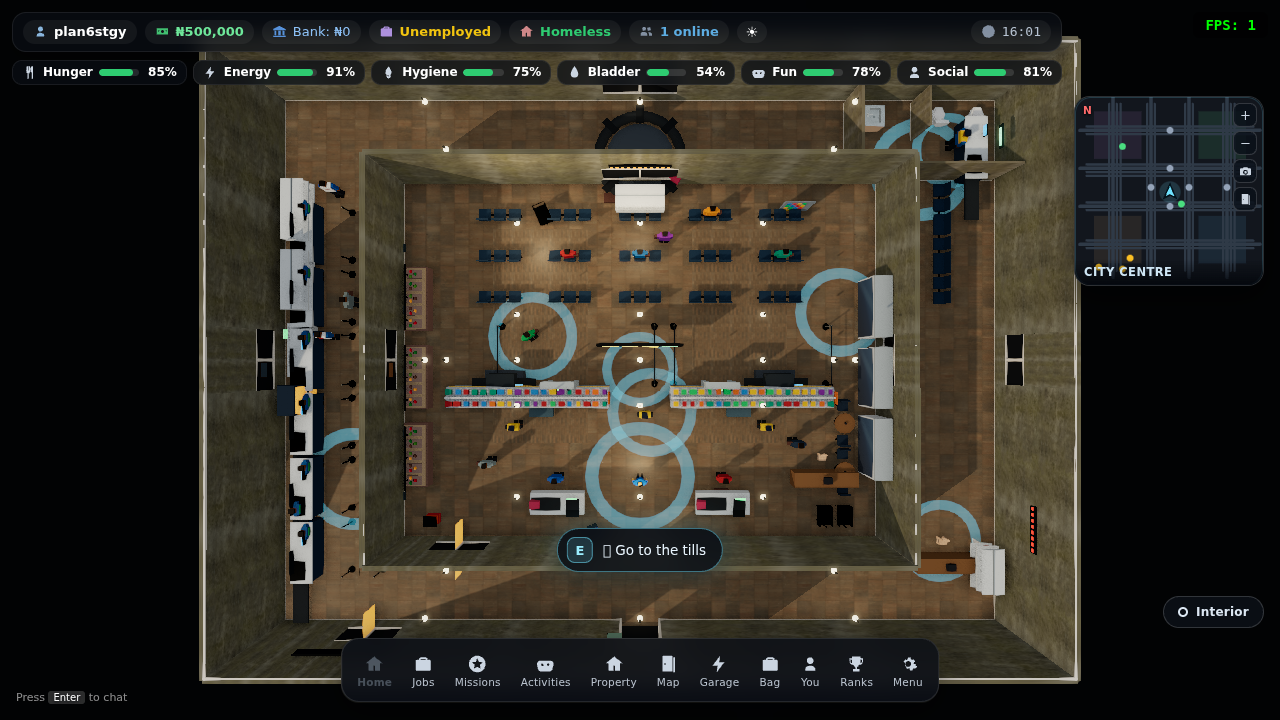 plan6stgy
₦500,000
Bank: ₦0
Unemployed
Homeless
1 online
16:01
FPS: 1
Hunger 85%
Energy 91%
Hygiene 75%
Bladder 54%
Fun 78%
Social 81%
N
+
−
CITY CENTRE
E Go to the tills
Interior
Home
Jobs
Missions
Activities
Property
Map
Garage
Bag
You
Ranks
Menu
Press Enter to chat